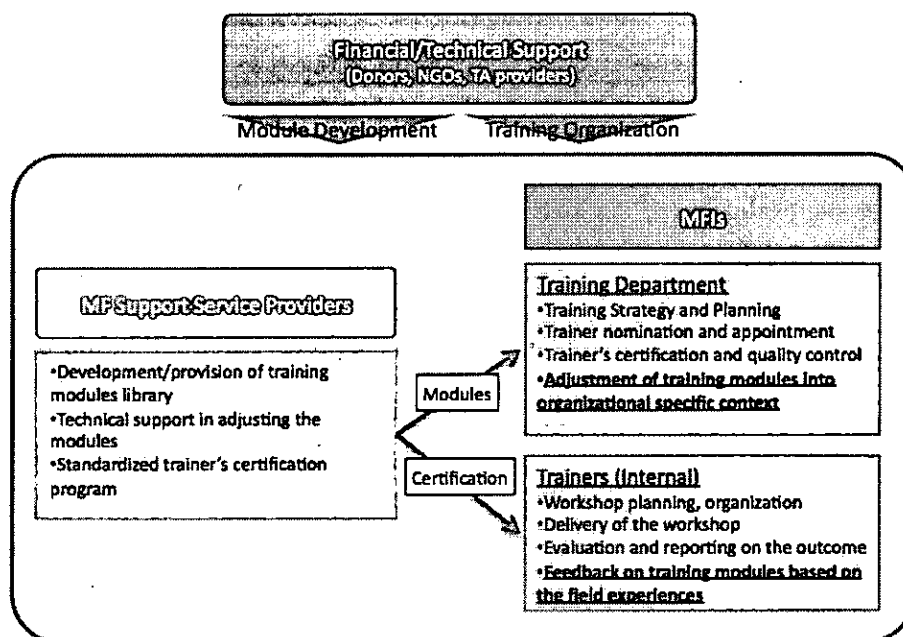 Financial/Technical Support
(Donors, NGOs, TA providers)
Module Development
Training Organization
MFIs
MF Support Service Providers
•Development/provision of training
modules library
•Technical support in adjusting the
modules
•Standardized trainer's certification
program
Modules
Certification
Training Department
•Training Strategy and Planning
•Trainer nomination and appointment
•Trainer's certification and quality control
•Adjustment of training modules into
organizational specific context
Trainers (Internal)
•Workshop planning, organization
•Delivery of the workshop
•Evaluation and reporting on the outcome
•Feedback on training modules based on
the field experiences